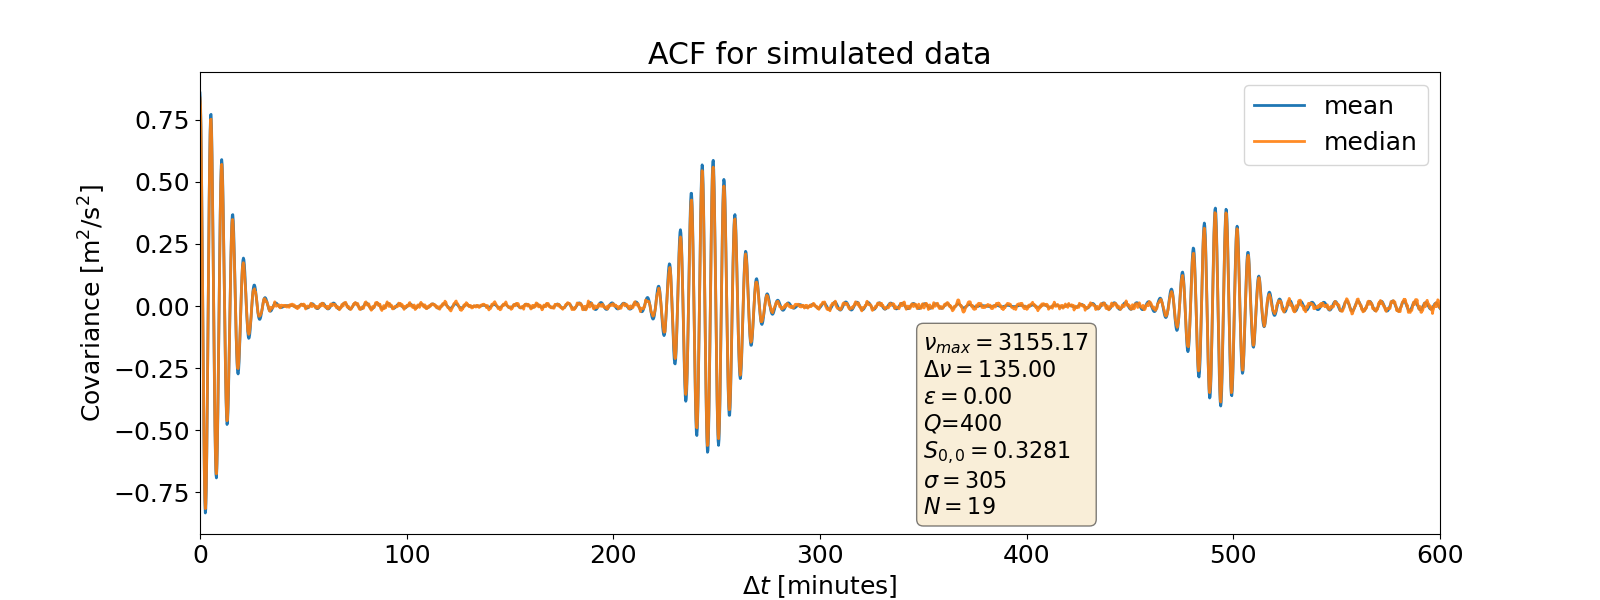 ACF for simulated data
mean
median
Covariance [m²/s²]
0.75
0.50
0.25
0.00
−0.25
−0.50
−0.75
ν_max = 3155.17
Δν = 135.00
ε = 0.00
Q=400
S_0,0 = 0.3281
σ = 305
N = 19
0 100 200 300 400 500 600
Δt [minutes]